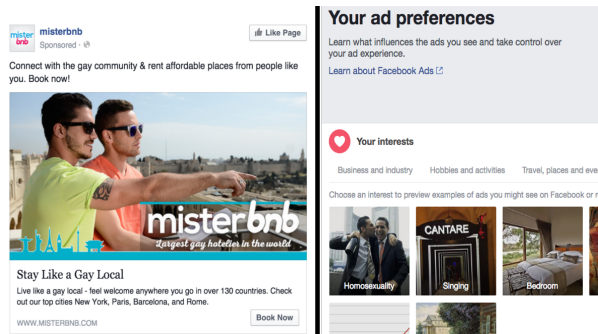 mister
bnb
misterbnb
Sponsored ·
Like Page
Connect with the gay community & rent affordable places from people like
you. Book now!
misterbnb
Largest gay hotelier in the world
Stay Like a Gay Local
Live like a gay local - feel welcome anywhere you go in over 130 countries. Check
out our top cities New York, Paris, Barcelona, and Rome.
WWW.MISTERBNB.COM
Book Now
Your ad preferences
Learn what influences the ads you see and take control over
your ad experience.
Learn about Facebook Ads
Your interests
Business and industry
Hobbies and activities
Travel, places and eve
Choose an interest to preview examples of ads you might see on Facebook or
CANTARE
Homosexuality
Singing
Bedroom